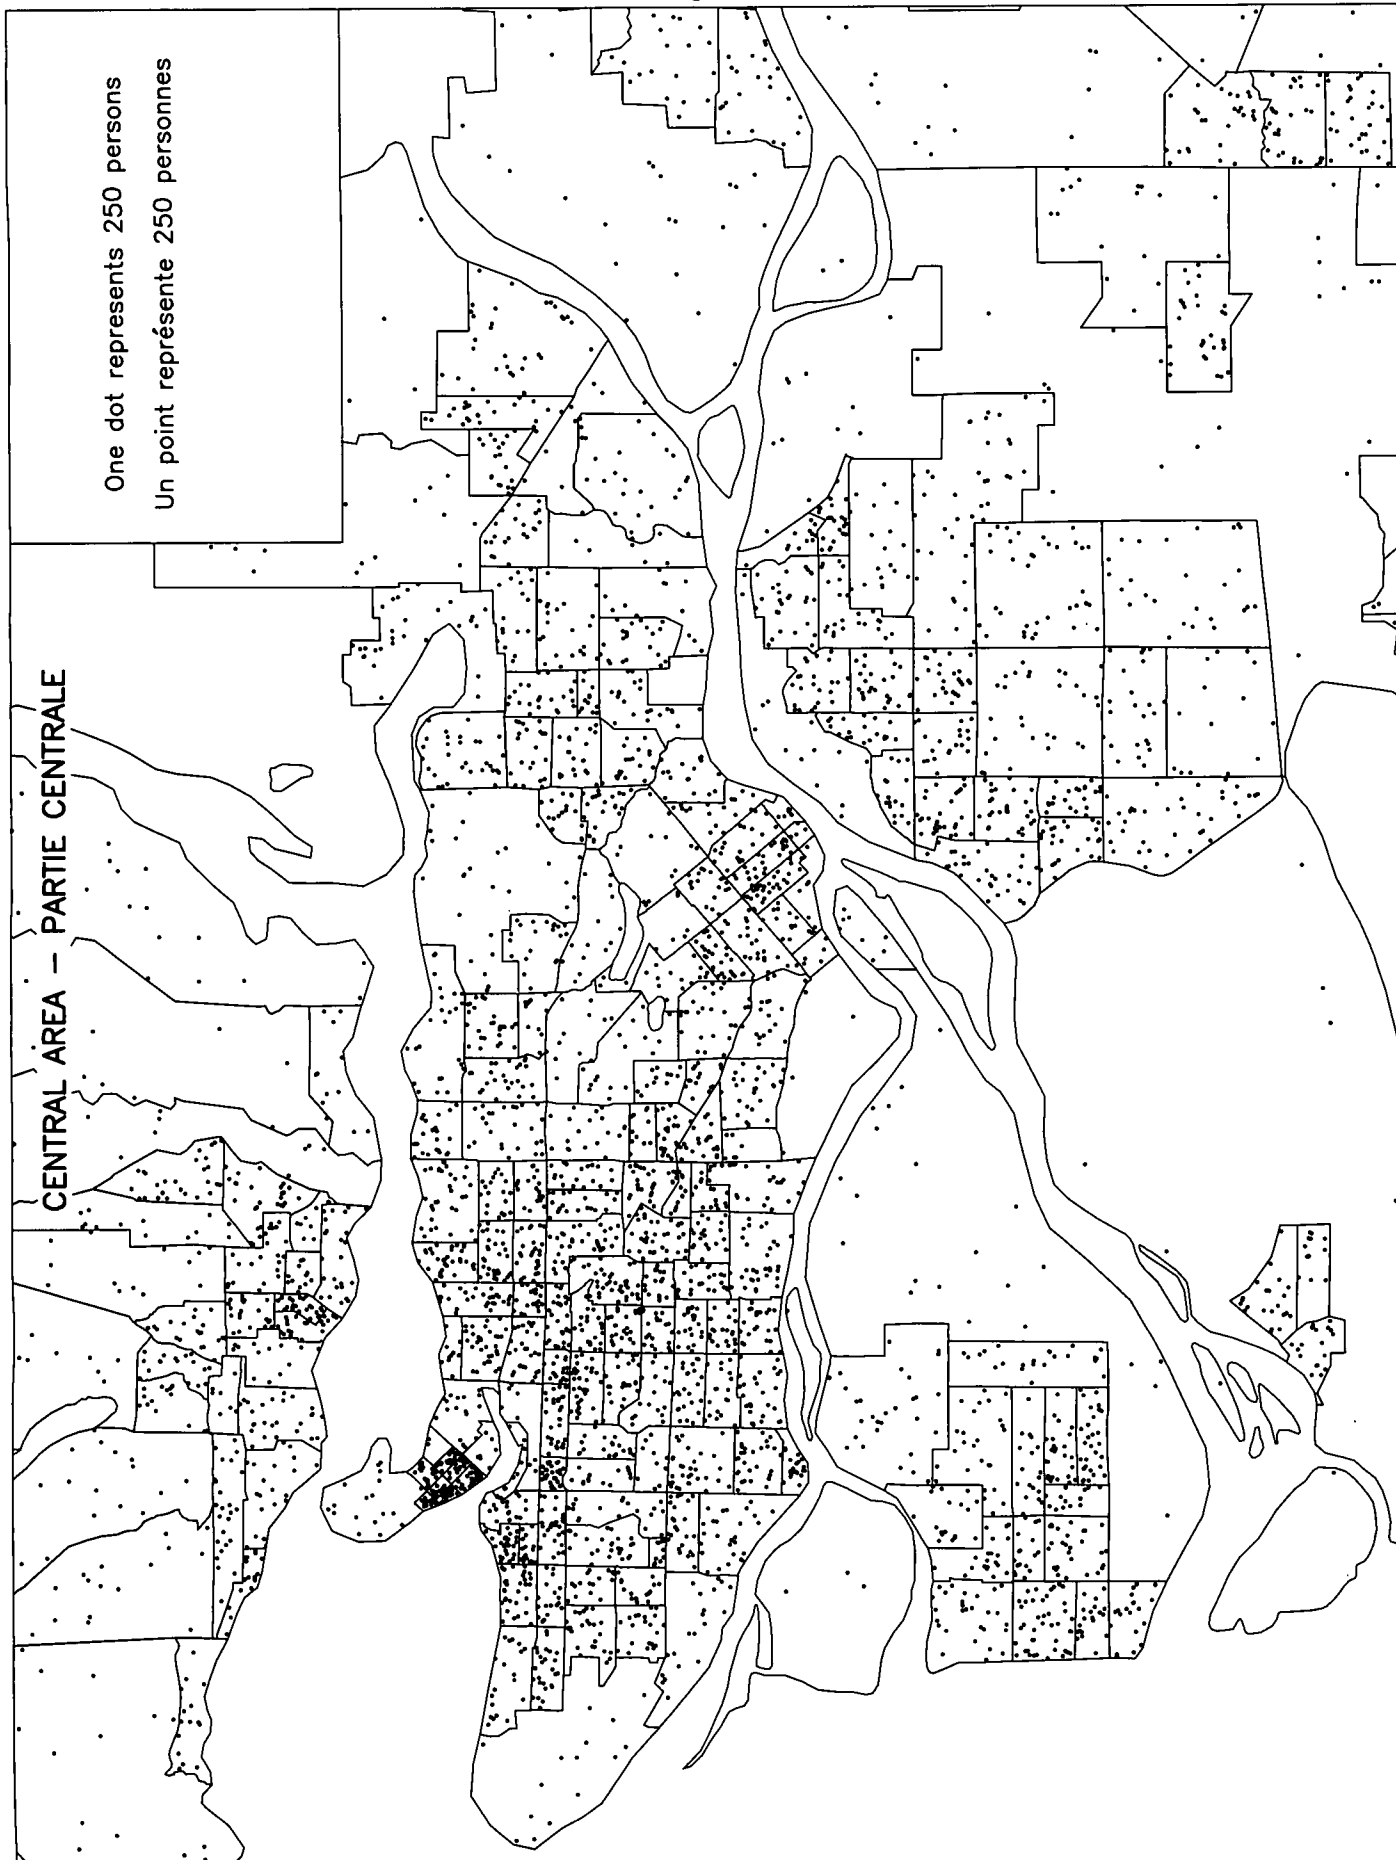 One dot represents 250 persons
Un point représente 250 personnes
CENTRAL AREA – PARTIE CENTRALE